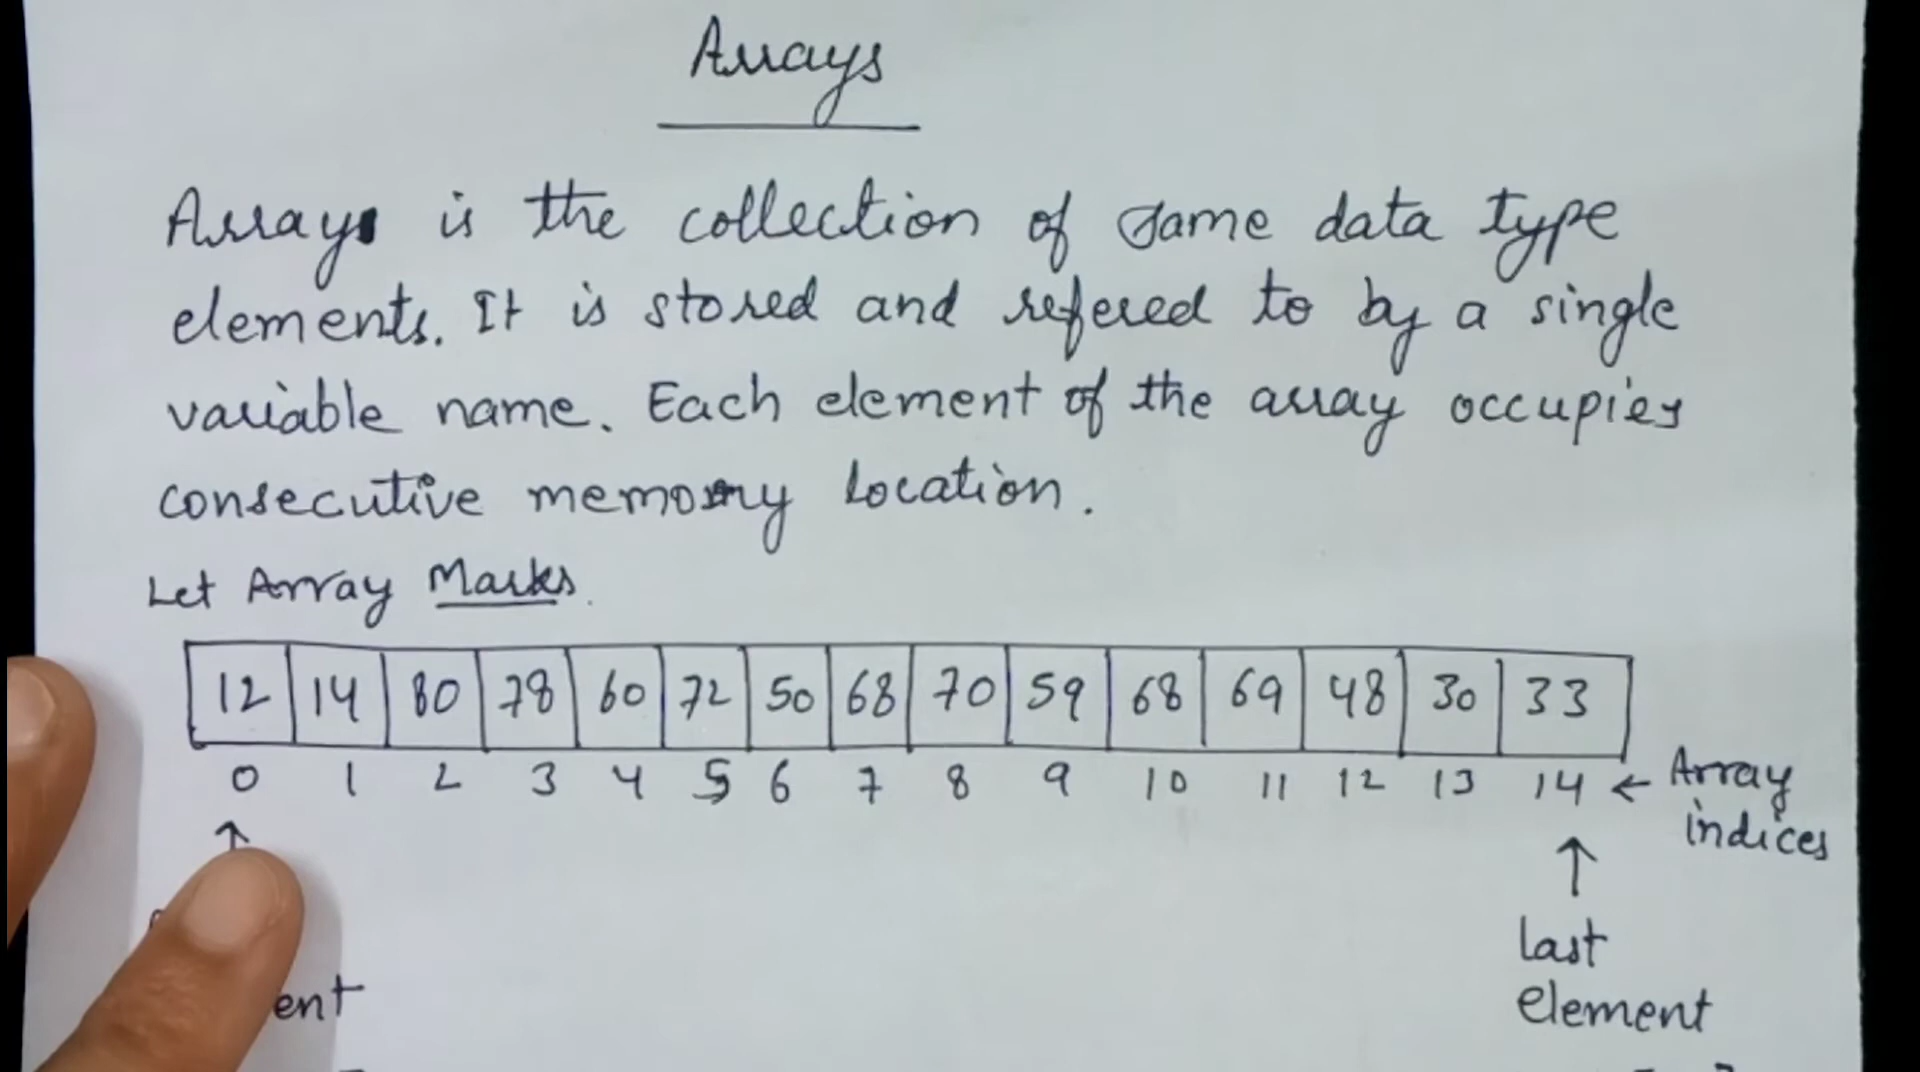 Arrays
Array is the collection of same data type
elements. It is stored and refered to by a single
variable name. Each element of the array occupies
consecutive memory location.
Let Array Marks.
12 14 80 78 60 72 50 68 70 59 68 69 48 30 33
0 1 2 3 4 5 6 7 8 9 10 11 12 13 14 ← Array
indices
↑ ↑
last
ent element